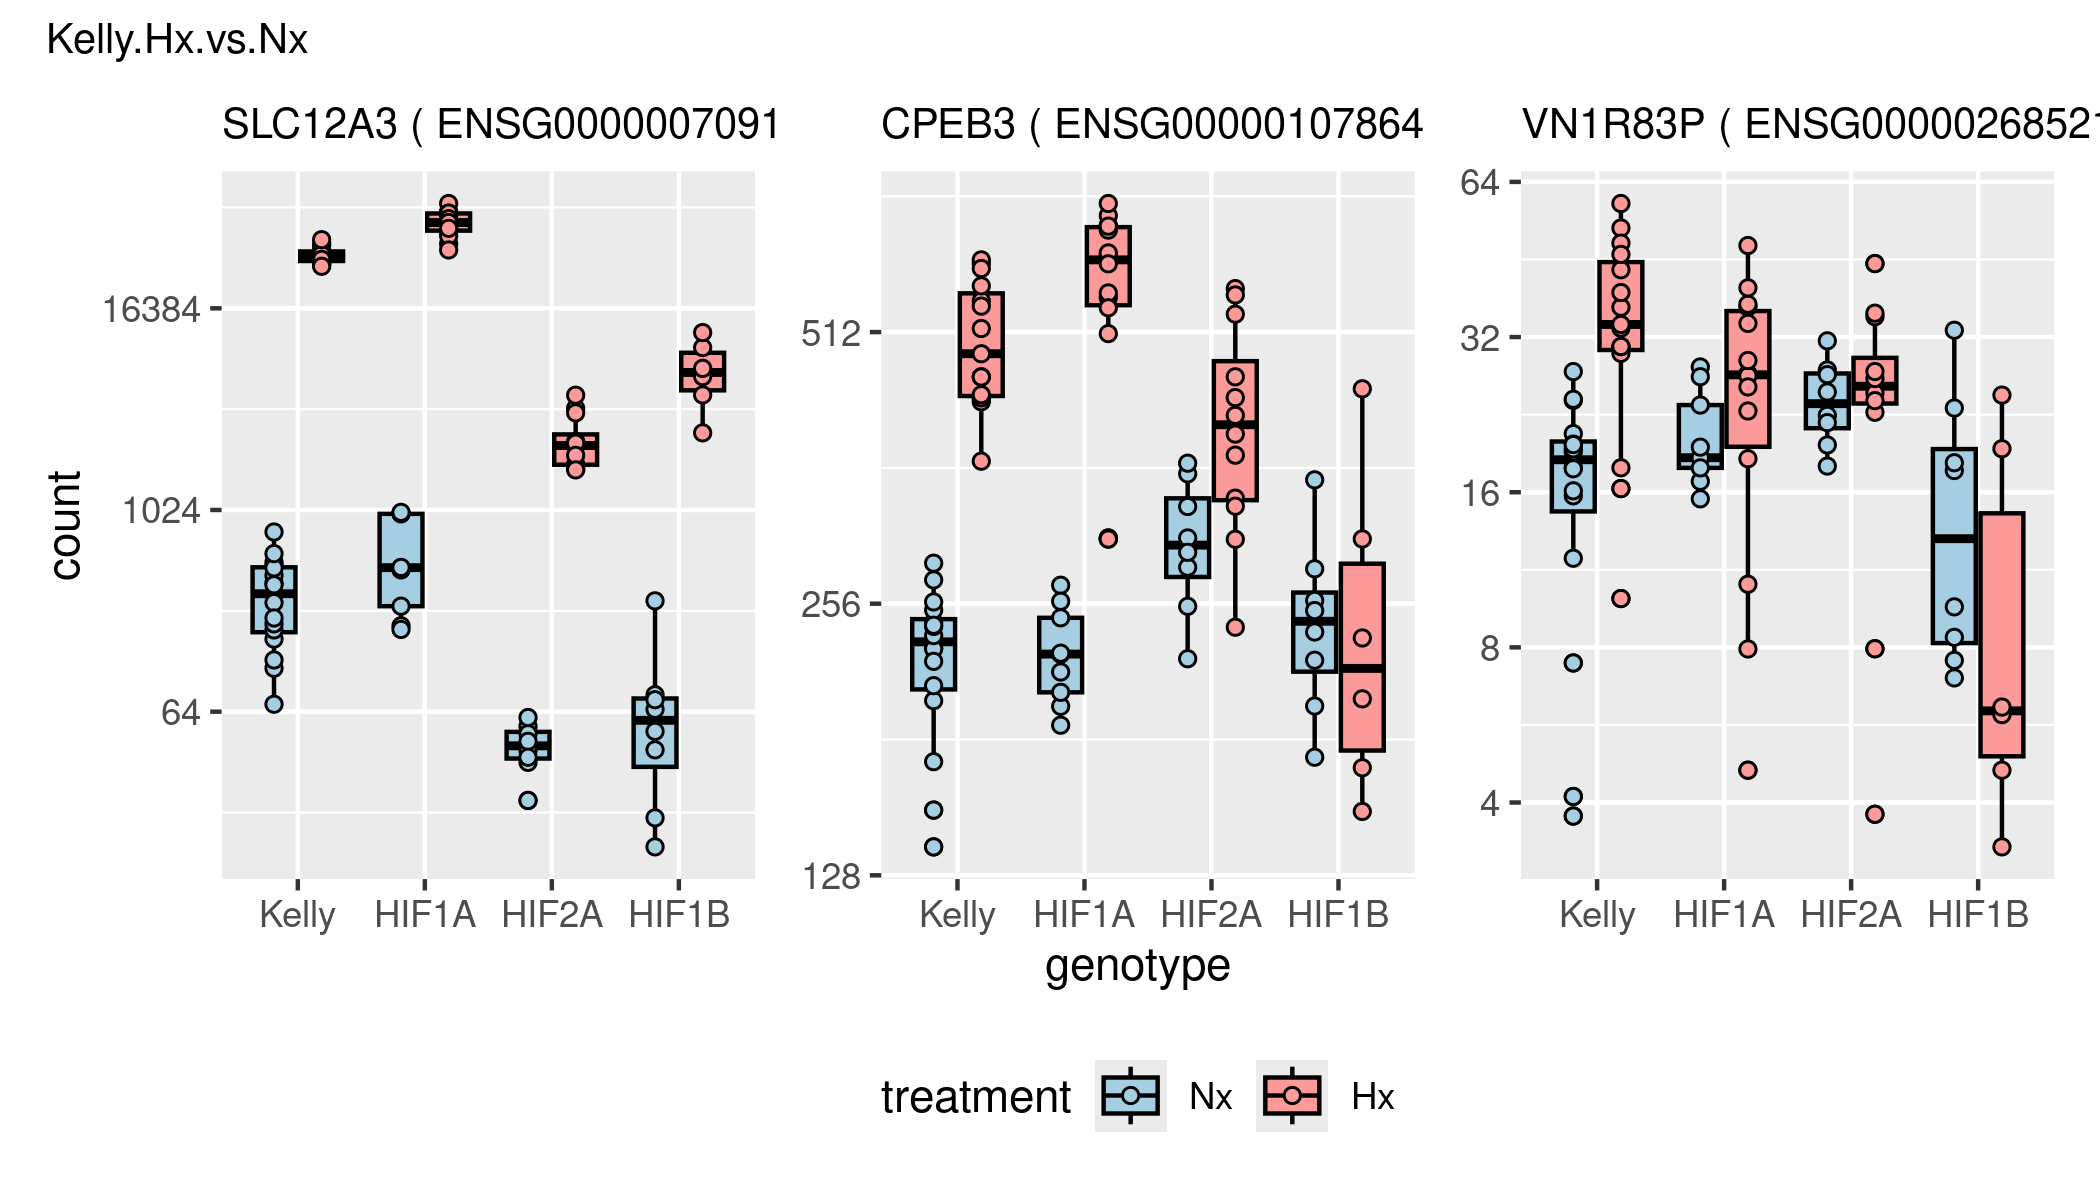 Kelly.Hx.vs.Nx
SLC12A3 ( ENSG0000007091
CPEB3 ( ENSG00000107864
VN1R83P ( ENSG00000268521
count
16384
1024
64
512
256
128
64
32
16
8
4
Kelly HIF1A HIF2A HIF1B
Kelly HIF1A HIF2A HIF1B
Kelly HIF1A HIF2A HIF1B
genotype
treatment Nx Hx